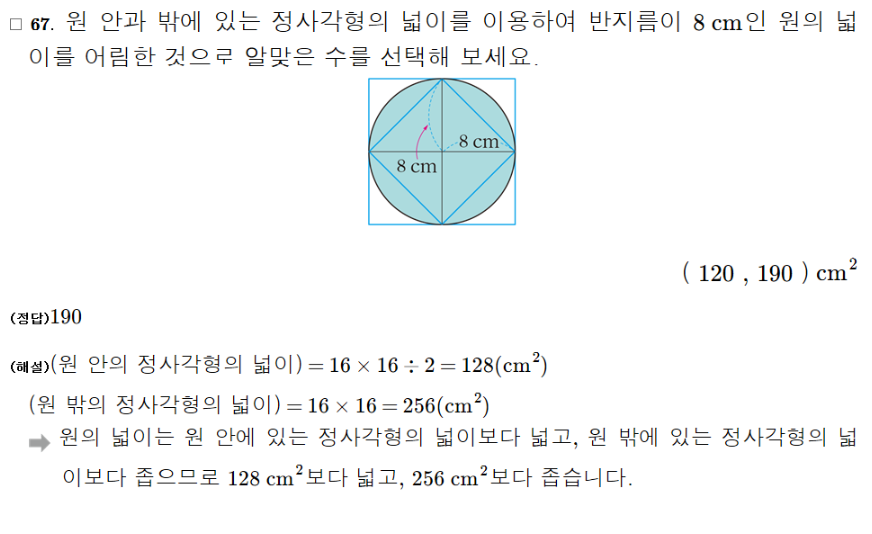 □ 67. 원 안과 밖에 있는 정사각형의 넓이를 이용하여 반지름이 8 cm인 원의 넓
이를 어림한 것으로 알맞은 수를 선택해 보세요.
8 cm
8 cm
( 120 , 190 ) cm²
(정답)190
(해설)(원 안의 정사각형의 넓이) = 16 × 16 ÷ 2 = 128(cm²)
(원 밖의 정사각형의 넓이) = 16 × 16 = 256(cm²)
➡ 원의 넓이는 원 안에 있는 정사각형의 넓이보다 넓고, 원 밖에 있는 정사각형의 넓
이보다 좁으므로 128 cm²보다 넓고, 256 cm²보다 좁습니다.